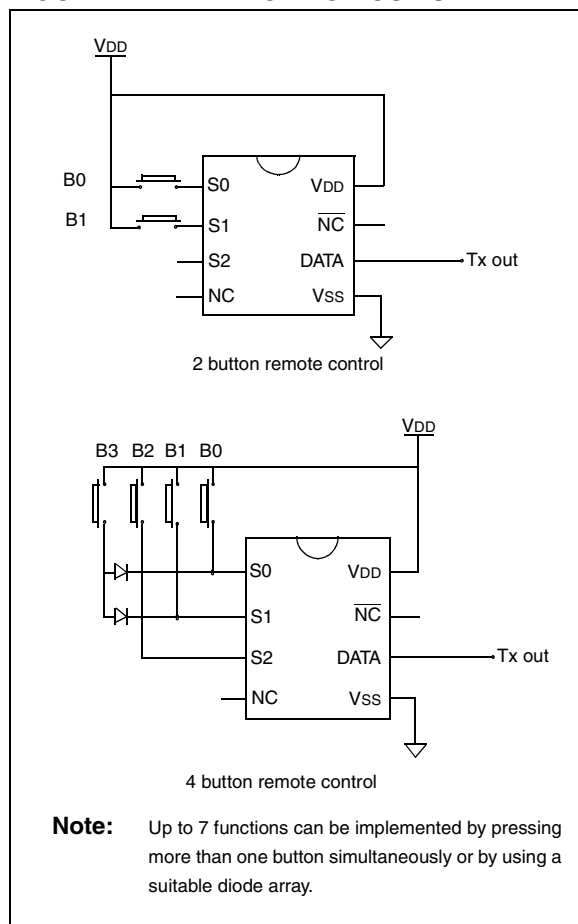 VDD
B0
B1
S0
S1
S2
NC
VDD
NC
DATA
VSS
Tx out
2 button remote control
B3 B2 B1 B0
VDD
S0
S1
S2
NC
VDD
NC
DATA
VSS
Tx out
4 button remote control
Note: Up to 7 functions can be implemented by pressing
more than one button simultaneously or by using a
suitable diode array.